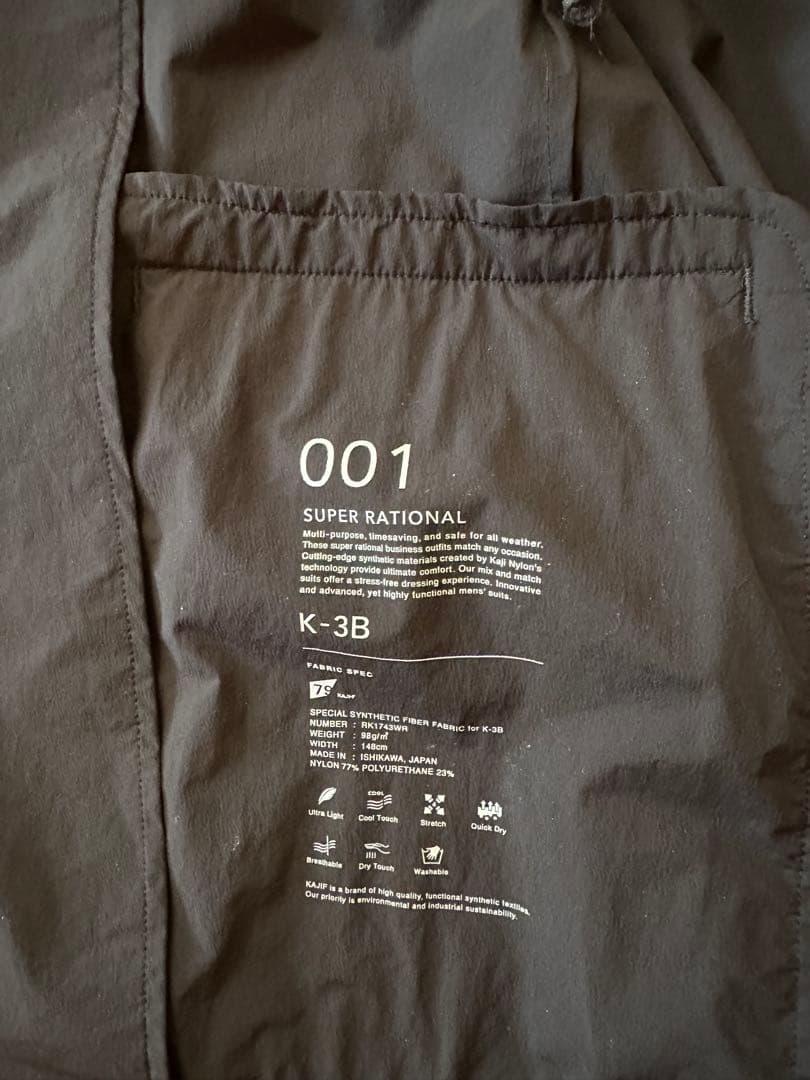 001
SUPER RATIONAL
Multi-purpose, timesaving, and safe for all weather.
These super rational business outfits match any occasion.
Cutting-edge synthetic materials created by Kaji Nylon's
technology provide ultimate comfort. Our mix and match
suits offer a stress-free dressing experience. Innovative
and advanced, yet highly functional mens' suits.
K-3B
FABRIC SPEC
79 KAJIF
SPECIAL SYNTHETIC FIBER FABRIC for K-3B
NUMBER : RK1743WR
WEIGHT : 98g/㎡
WIDTH : 148cm
MADE IN : ISHIKAWA, JAPAN
NYLON 77% POLYURETHANE 23%
COOL
Ultra Light Cool Touch Stretch Quick Dry
Breathable Dry Touch Washable
KAJIF is a brand of high quality, functional synthetic textiles.
Our priority is environmental and industrial sustainability.